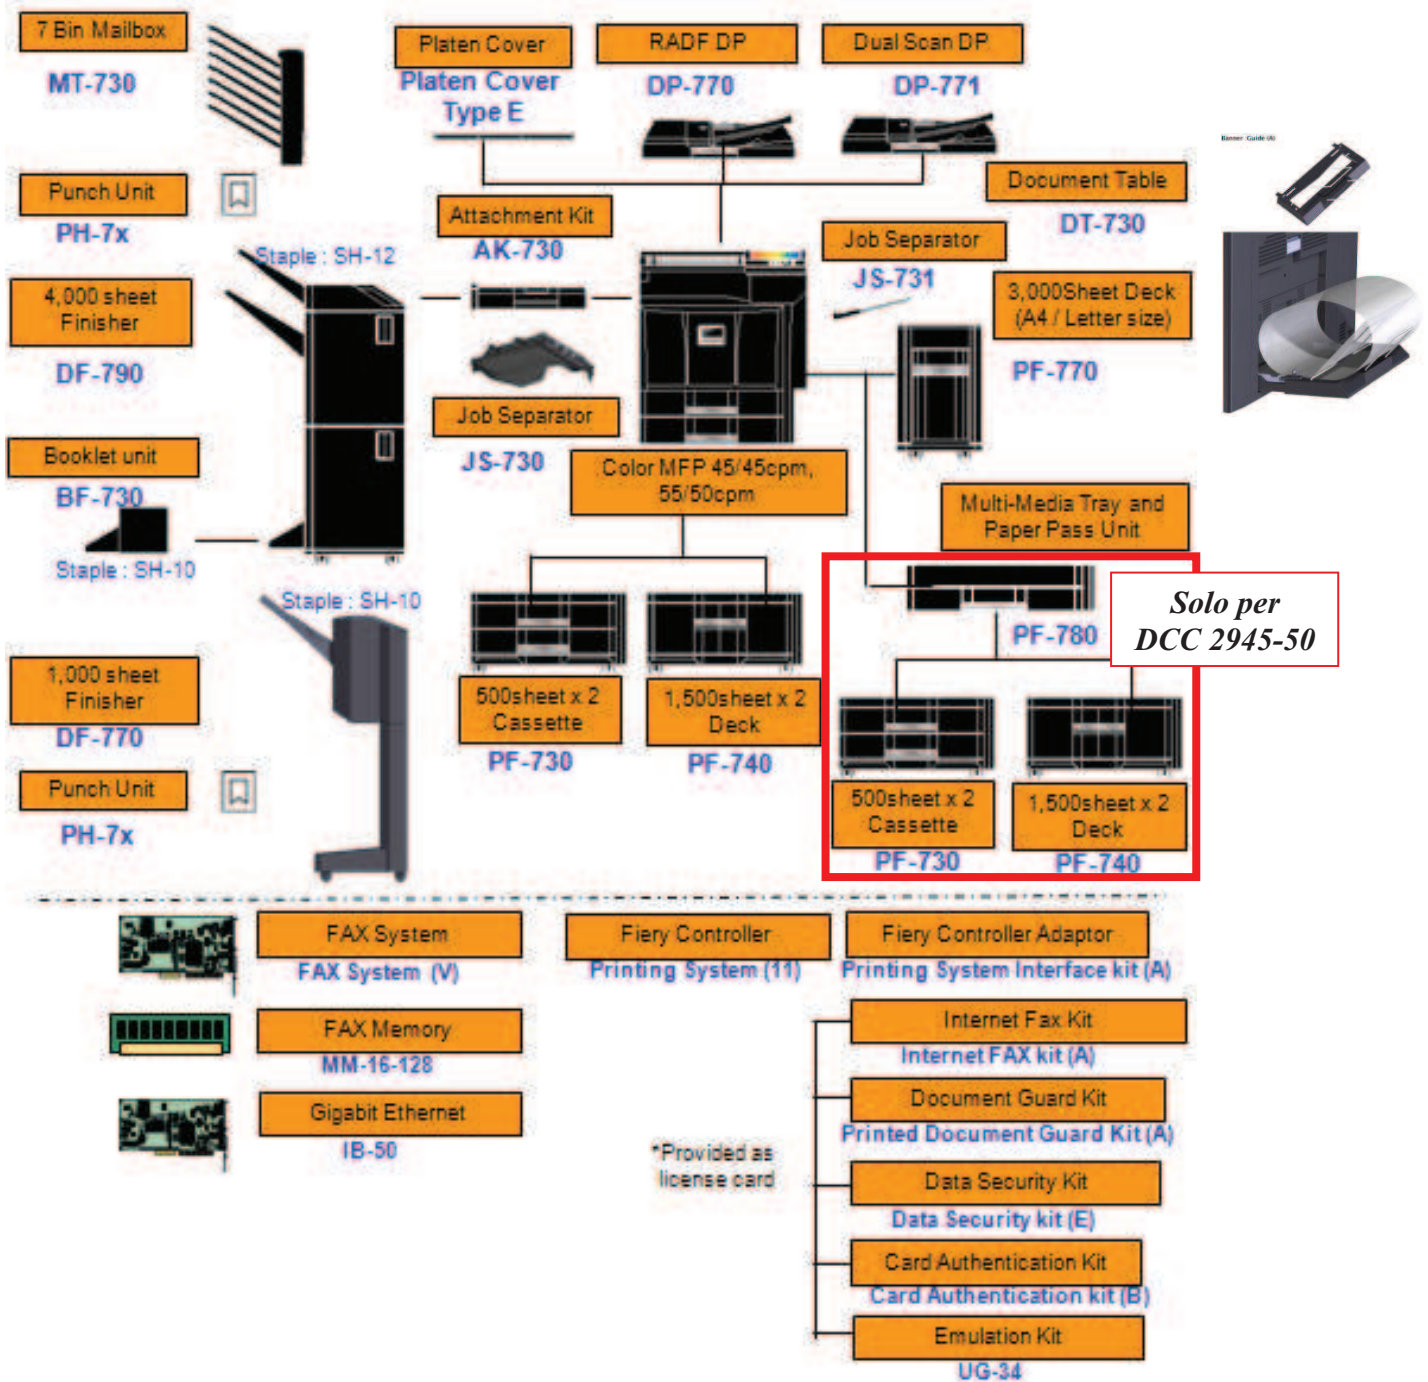 7 Bin Mailbox
MT-730
Platen Cover
Platen Cover
Type E
RADF DP
DP-770
Dual Scan DP
DP-771
Banner Guide (A)
Punch Unit
PH-7x
Document Table
DT-730
Attachment Kit
AK-730
Job Separator
JS-731
Staple : SH-12
4,000 sheet
Finisher
DF-790
3,000Sheet Deck
(A4 / Letter size)
PF-770
Job Separator
JS-730
Booklet unit
BF-730
Staple : SH-10
Color MFP 45/45cpm,
55/50cpm
Multi-Media Tray and
Paper Pass Unit
PF-780
Solo per
DCC 2945-50
Staple : SH-10
1,000 sheet
Finisher
DF-770
500sheet x 2
Cassette
PF-730
1,500sheet x 2
Deck
PF-740
Punch Unit
PH-7x
500sheet x 2
Cassette
PF-730
1,500sheet x 2
Deck
PF-740
FAX System
FAX System (V)
Fiery Controller
Printing System (11)
Fiery Controller Adaptor
Printing System Interface kit (A)
FAX Memory
MM-16-128
Internet Fax Kit
Internet FAX kit (A)
Gigabit Ethernet
IB-50
Document Guard Kit
Printed Document Guard Kit (A)
*Provided as
license card
Data Security Kit
Data Security kit (E)
Card Authentication Kit
Card Authentication kit (B)
Emulation Kit
UG-34